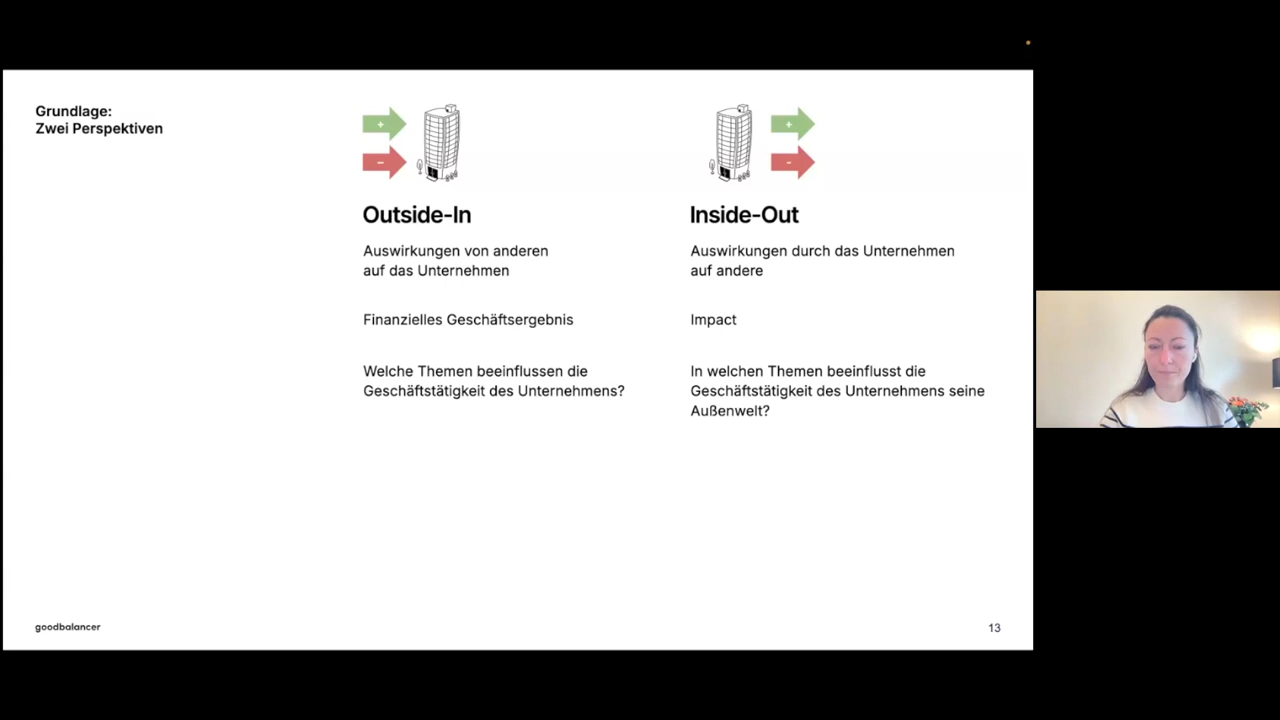 Grundlage:
Zwei Perspektiven
+
−
Outside-In
Auswirkungen von anderen
auf das Unternehmen
Finanzielles Geschäftsergebnis
Welche Themen beeinflussen die
Geschäftstätigkeit des Unternehmens?
+
-
Inside-Out
Auswirkungen durch das Unternehmen
auf andere
Impact
In welchen Themen beeinflusst die
Geschäftstätigkeit des Unternehmens seine
Außenwelt?
goodbalancer
13